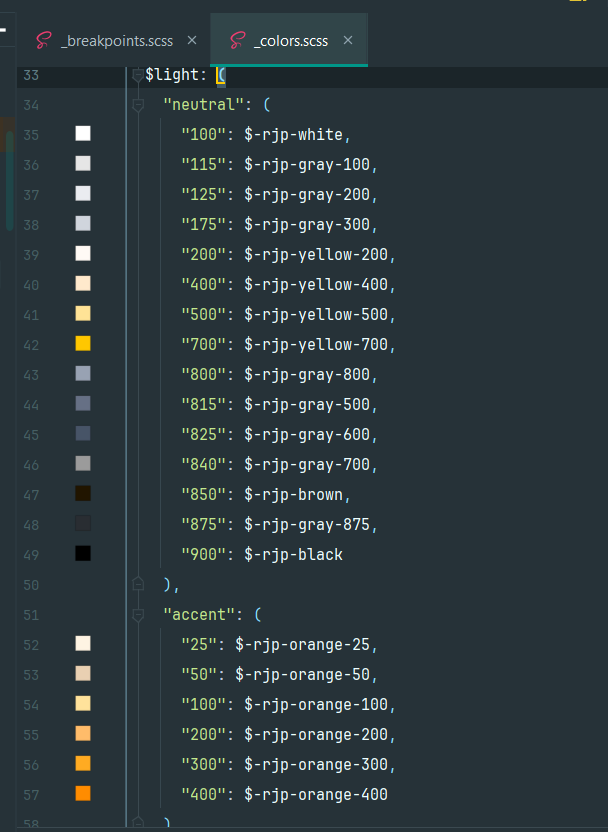 _breakpoints.scss × _colors.scss ×
33 $light: (
34 "neutral": (
35 "100": $-rjp-white,
36 "115": $-rjp-gray-100,
37 "125": $-rjp-gray-200,
38 "175": $-rjp-gray-300,
39 "200": $-rjp-yellow-200,
40 "400": $-rjp-yellow-400,
41 "500": $-rjp-yellow-500,
42 "700": $-rjp-yellow-700,
43 "800": $-rjp-gray-800,
44 "815": $-rjp-gray-500,
45 "825": $-rjp-gray-600,
46 "840": $-rjp-gray-700,
47 "850": $-rjp-brown,
48 "875": $-rjp-gray-875,
49 "900": $-rjp-black
50 ),
51 "accent": (
52 "25": $-rjp-orange-25,
53 "50": $-rjp-orange-50,
54 "100": $-rjp-orange-100,
55 "200": $-rjp-orange-200,
56 "300": $-rjp-orange-300,
57 "400": $-rjp-orange-400
58 )